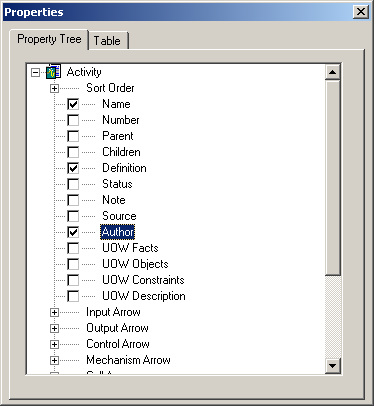 Properties
Property Tree
Table
Activity
Sort Order
Name
Number
Parent
Children
Definition
Status
Note
Source
Author
UOW Facts
UOW Objects
UOW Constraints
UOW Description
Input Arrow
Output Arrow
Control Arrow
Mechanism Arrow